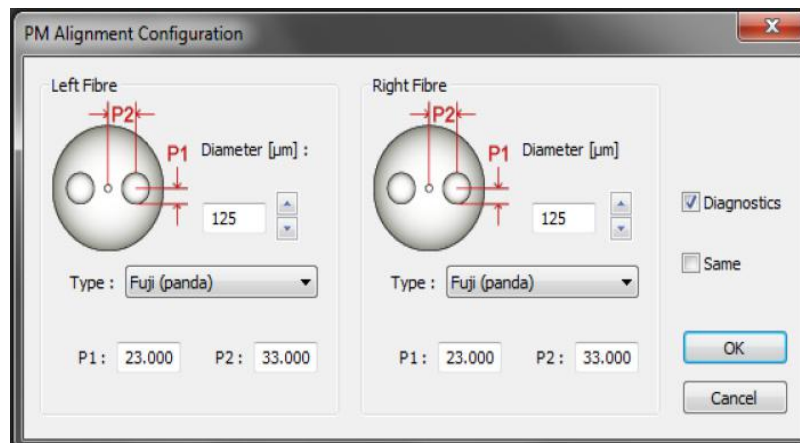 PM Alignment Configuration
X
Left Fibre
P2
P1
Diameter [µm] :
125
Type : Fuji (panda)
P1 : 23.000 P2 : 33.000
Right Fibre
P2
P1
Diameter [µm]
125
Type : Fuji (panda)
P1 : 23.000 P2 : 33.000
Diagnostics
Same
OK
Cancel